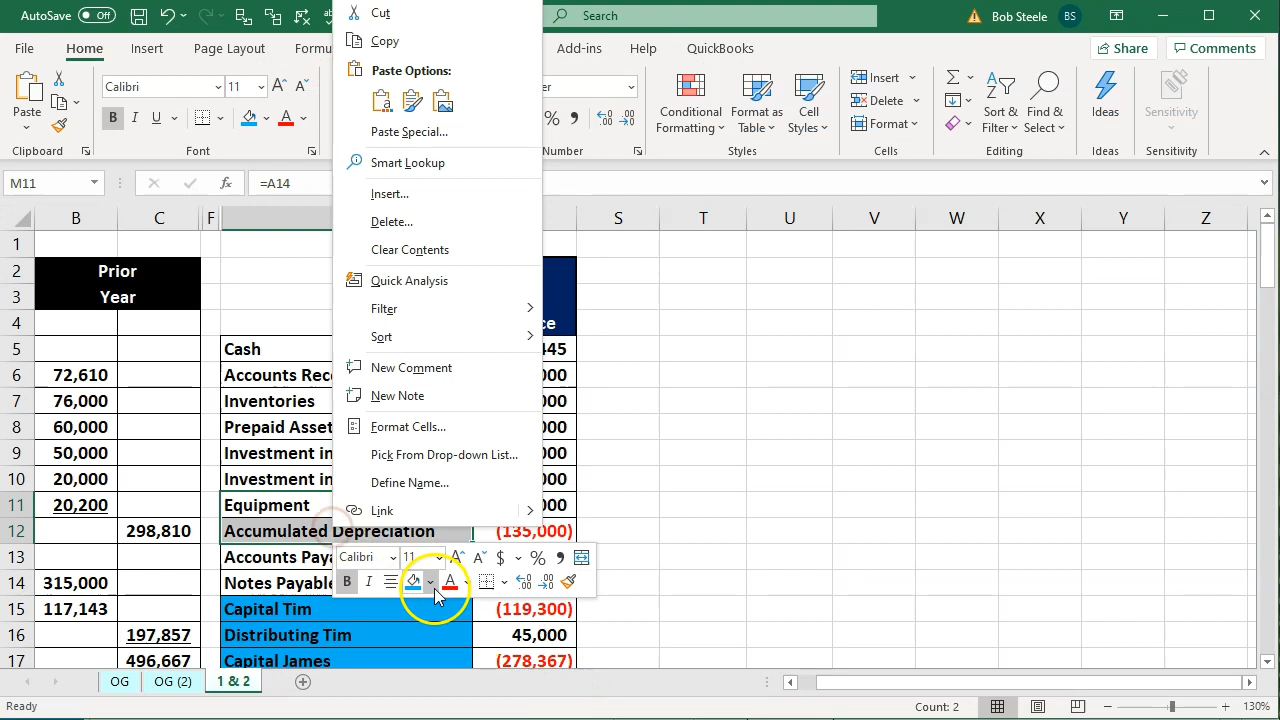 AutoSave Off Search Bob Steele BS
File Home Insert Page Layout Formu Add-ins Help QuickBooks Share Comments
Paste
Clipboard
Calibri 11
B I U A
Font
% ,
Number
Conditional Formatting
Format as Table
Cell Styles
Styles
Insert
Delete
Format
Cells
Sort & Filter
Find & Select
Editing
Ideas
Ideas
Sensitivity
Sensitivity
M11 fx =A14
B C F S T U V W X Y Z
1
2 Prior
3 Year
4 ce
5 Cash 445
6 72,610 Accounts Rece 000
7 76,000 Inventories 000
8 60,000 Prepaid Asset 000
9 50,000 Investment in 000
10 20,000 Investment in 000
11 20,200 Equipment 000
12 298,810 Accumulated Depreciation (135,000)
13 Accounts Paya
14 315,000 Notes Payable
15 117,143 Capital Tim (119,300)
16 197,857 Distributing Tim 45,000
17 496,667 Capital James (278,367)
Cut
Copy
Paste Options:
Paste Special...
Smart Lookup
Insert...
Delete...
Clear Contents
Quick Analysis
Filter
Sort
New Comment
New Note
Format Cells...
Pick From Drop-down List...
Define Name...
Link
Calibri 11 A A $ % ,
B I A
OG OG (2) 1 & 2
Ready Count: 2 130%